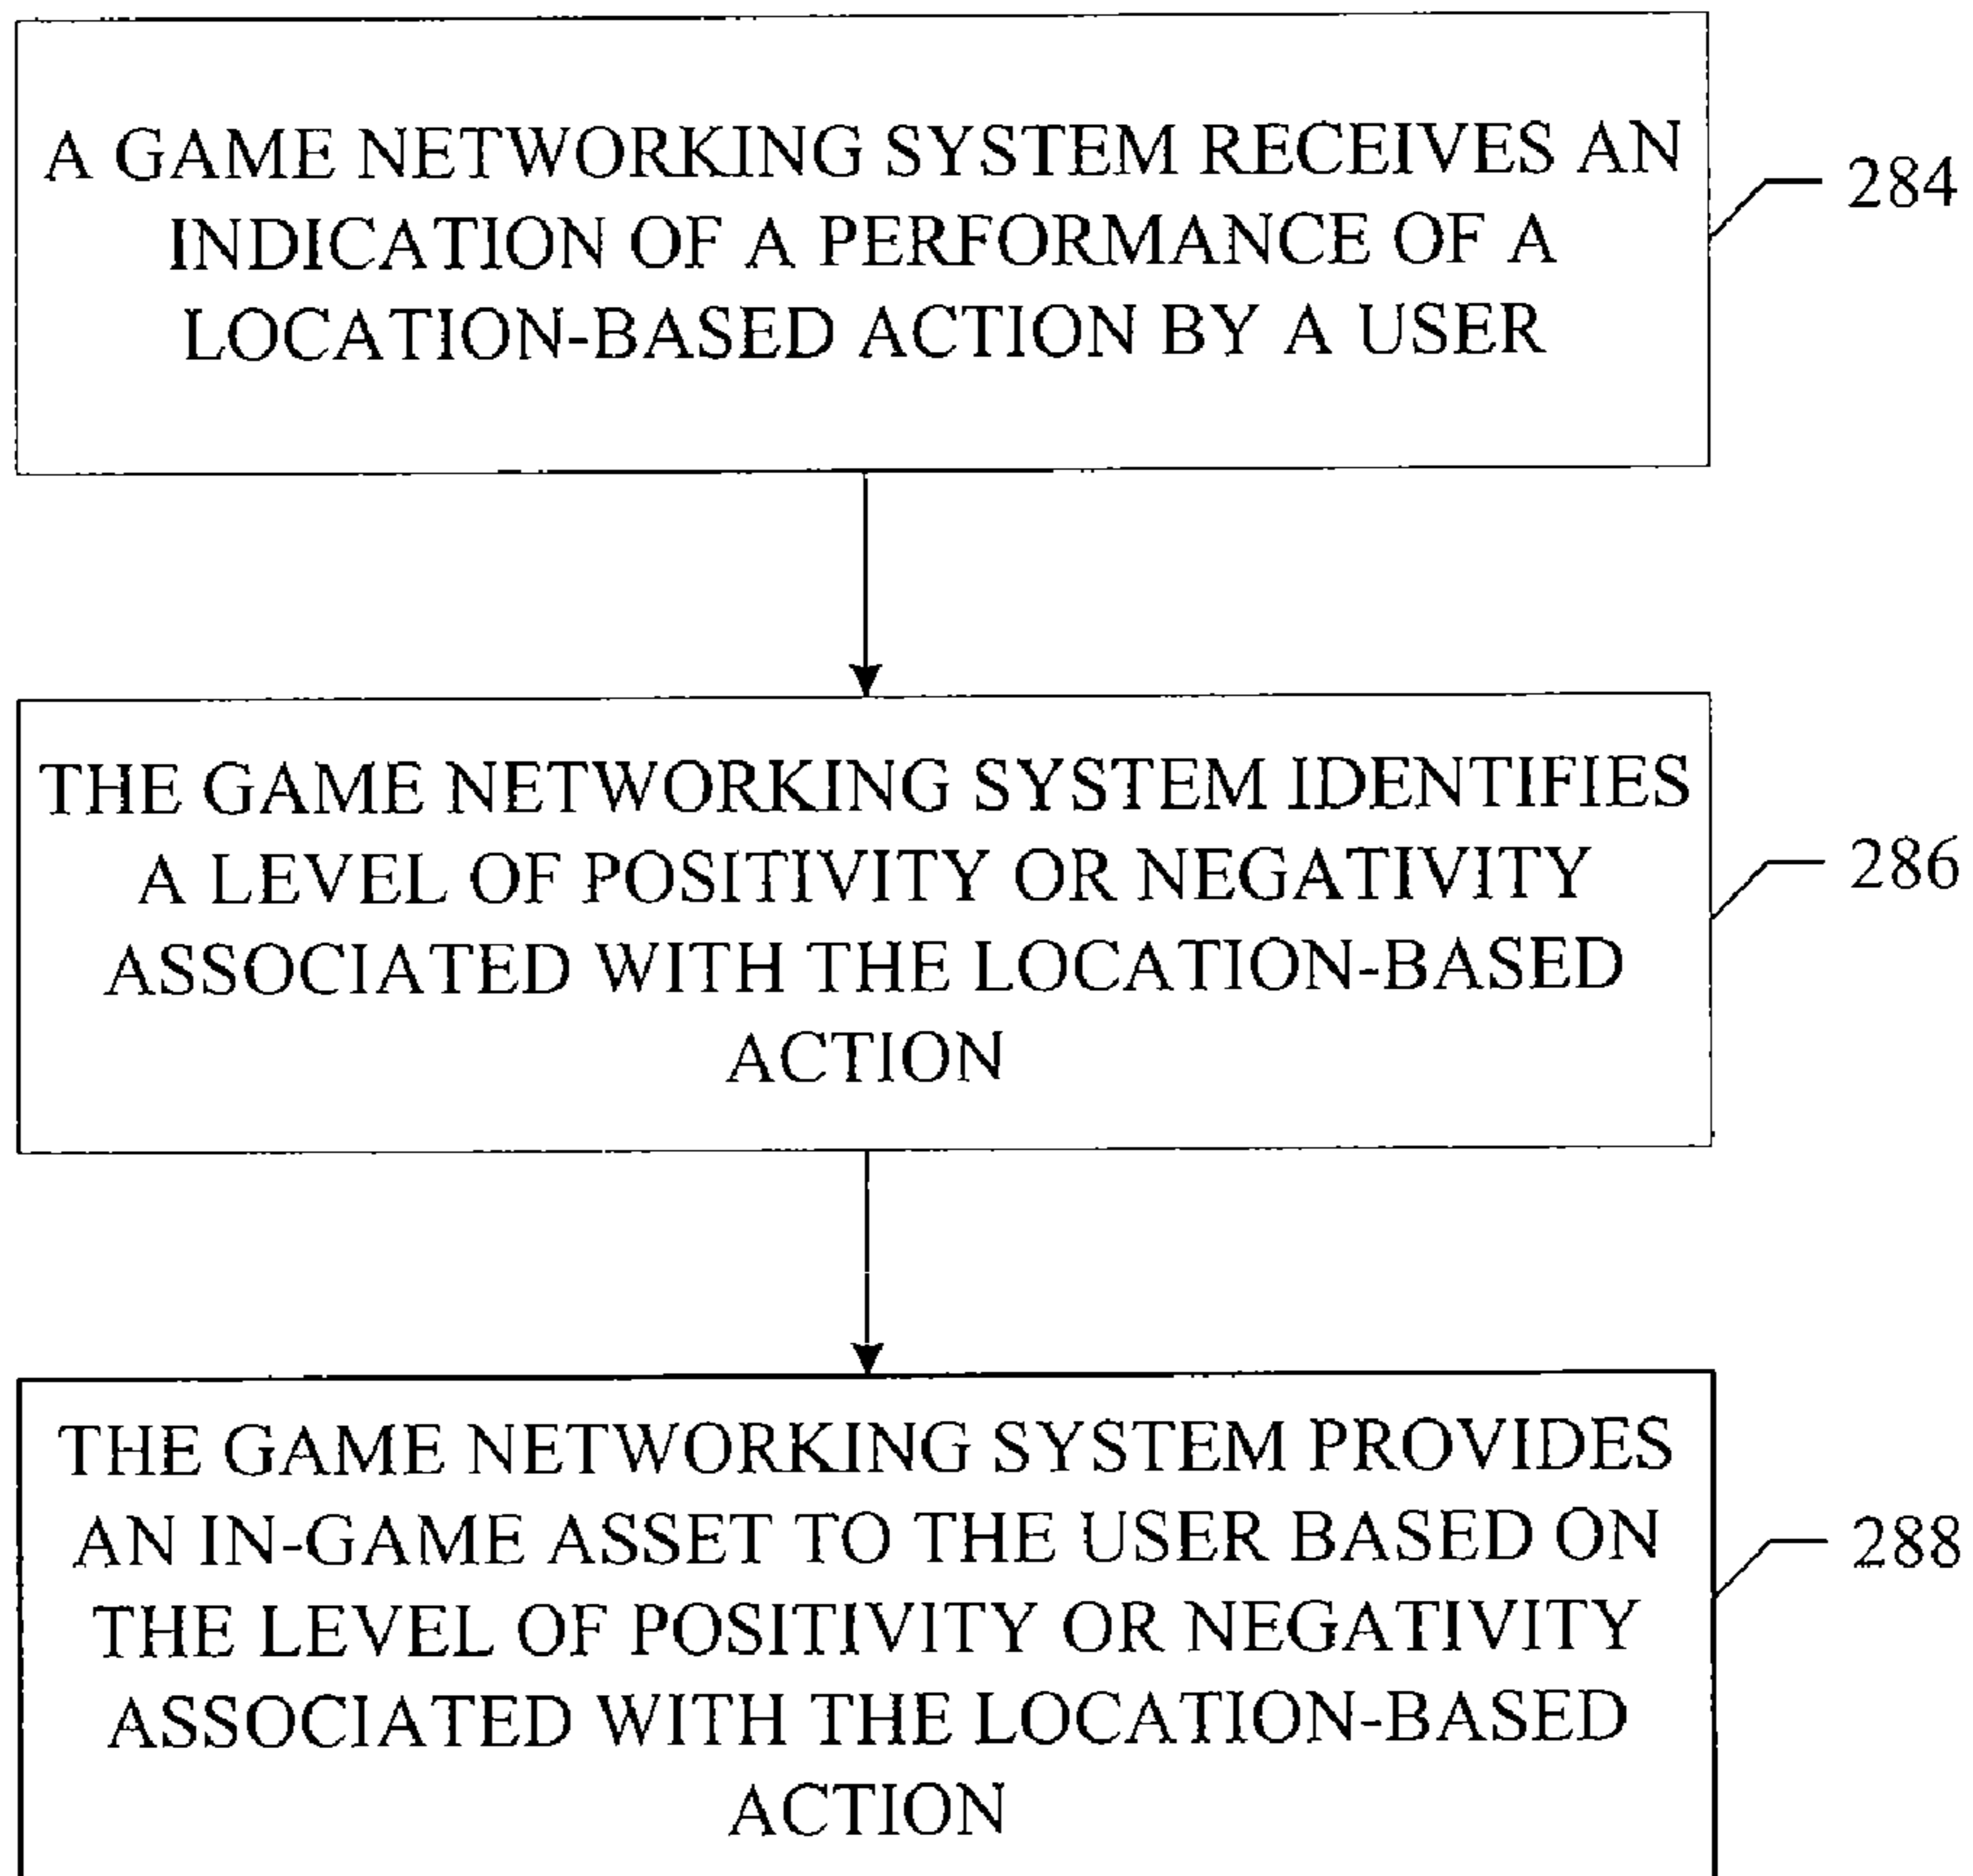 A GAME NETWORKING SYSTEM RECEIVES AN
INDICATION OF A PERFORMANCE OF A
LOCATION-BASED ACTION BY A USER
284
THE GAME NETWORKING SYSTEM IDENTIFIES
A LEVEL OF POSITIVITY OR NEGATIVITY
ASSOCIATED WITH THE LOCATION-BASED
ACTION
286
THE GAME NETWORKING SYSTEM PROVIDES
AN IN-GAME ASSET TO THE USER BASED ON
THE LEVEL OF POSITIVITY OR NEGATIVITY
ASSOCIATED WITH THE LOCATION-BASED
ACTION
288